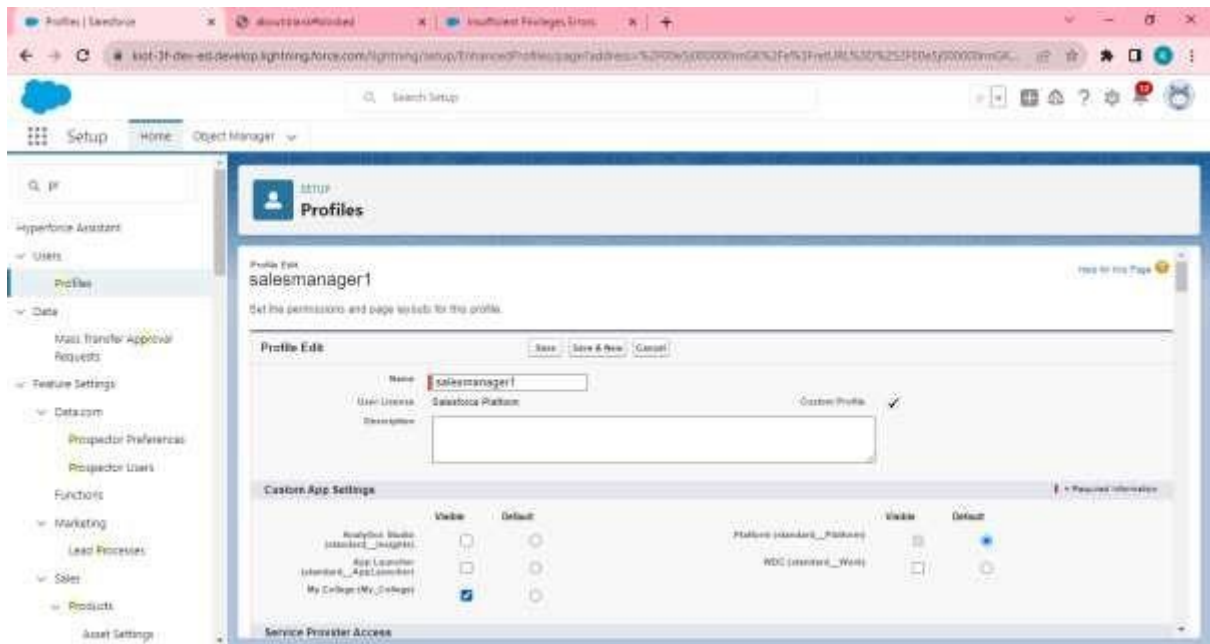 Profiles | Salesforce
Insufficient Privileges Errors
Search Setup
Setup
Home
Object Manager
pr
Hyperforce Assistant
Users
Profiles
Data
Mass Transfer Approval
Requests
Feature Settings
Data.com
Prospector Preferences
Prospector Users
Functions
Marketing
Lead Processes
Sales
Products
Asset Settings
SETUP
Profiles
Profile Edit
salesmanager1
Help for this Page
Set the permissions and page layouts for this profile.
Profile Edit
Save
Save & New
Cancel
Name
salesmanager1
User License
Salesforce Platform
Custom Profile
Description
Custom App Settings
= Required Information
Visible
Default
Visible
Default
Analytics Studio
(standard__Insights)
Platform (standard__Platform)
App Launcher
(standard__AppLauncher)
WDC (standard__Work)
My College (My_College)
Service Provider Access